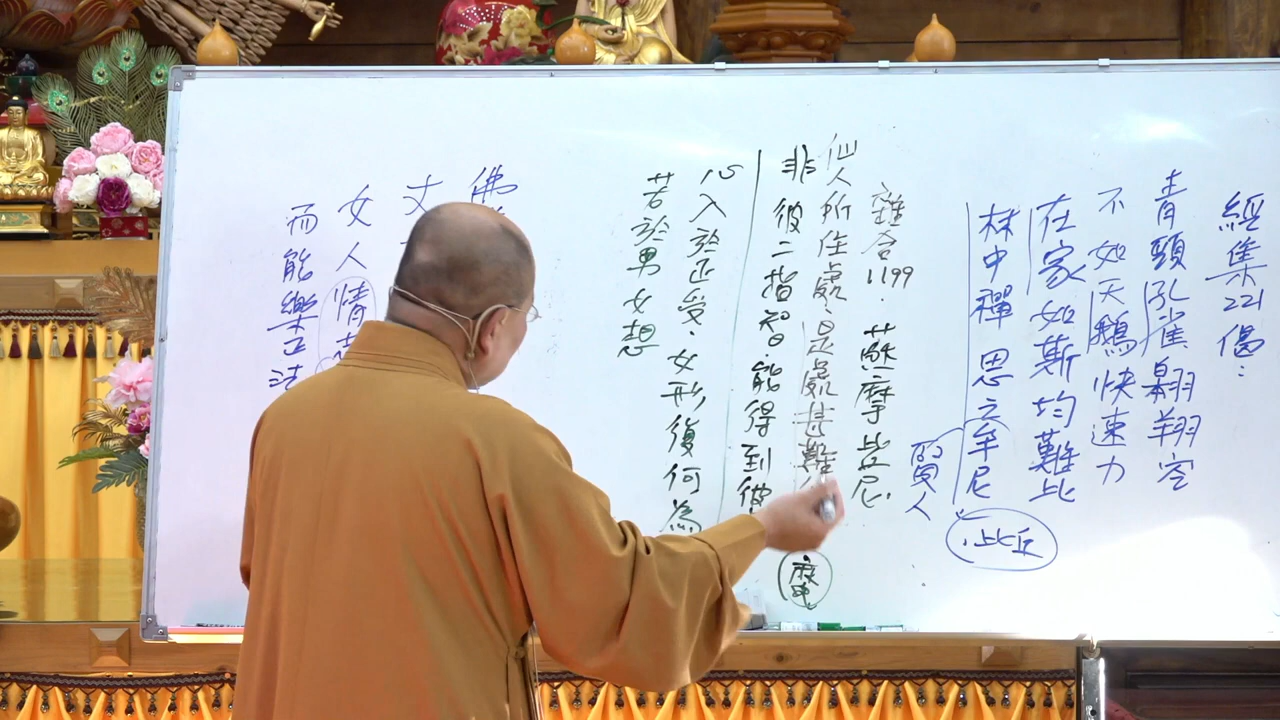 經集221偈:
青頭孔雀翱翔空
不如天鵝快速力
在家如斯均難比
林中禪思之牟尼
.比丘
賢人
雜含1199. 蘇摩比丘尼.
仙人所住處.是處甚難
非彼二指智.能得到彼
魔
心入於正受.女形復何為
若於男女想
佛
丈
女人情
而能樂正法